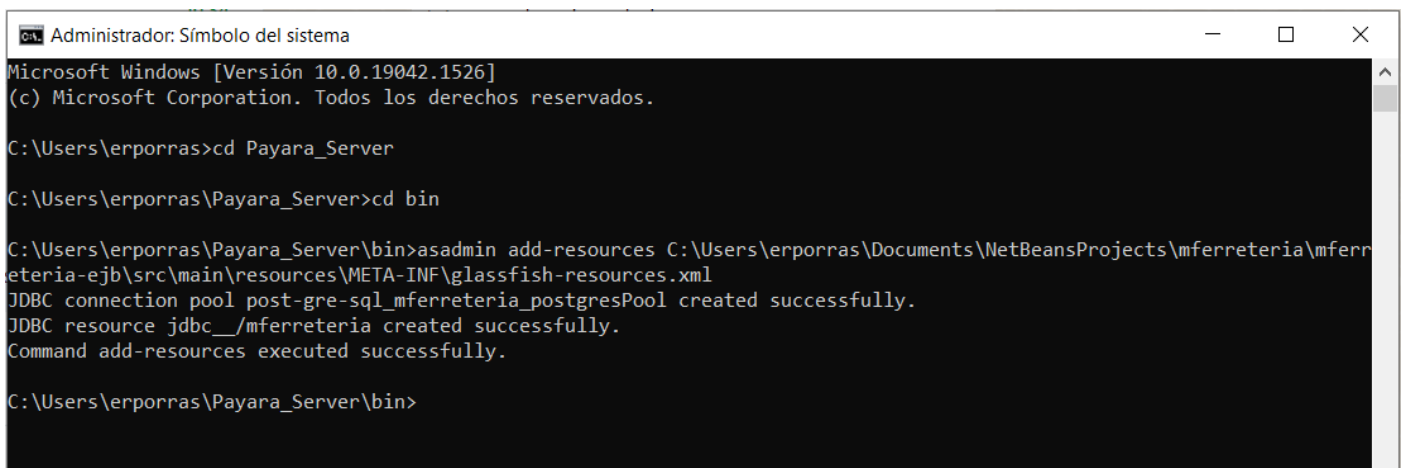 Administrador: Símbolo del sistema
Microsoft Windows [Versión 10.0.19042.1526]
(c) Microsoft Corporation. Todos los derechos reservados.
C:\Users\erporras>cd Payara_Server
C:\Users\erporras\Payara_Server>cd bin
C:\Users\erporras\Payara_Server\bin>asadmin add-resources C:\Users\erporras\Documents\NetBeansProjects\mferreteria\mferr
eteria-ejb\src\main\resources\META-INF\glassfish-resources.xml
JDBC connection pool post-gre-sql_mferreteria_postgresPool created successfully.
JDBC resource jdbc__/mferreteria created successfully.
Command add-resources executed successfully.
C:\Users\erporras\Payara_Server\bin>